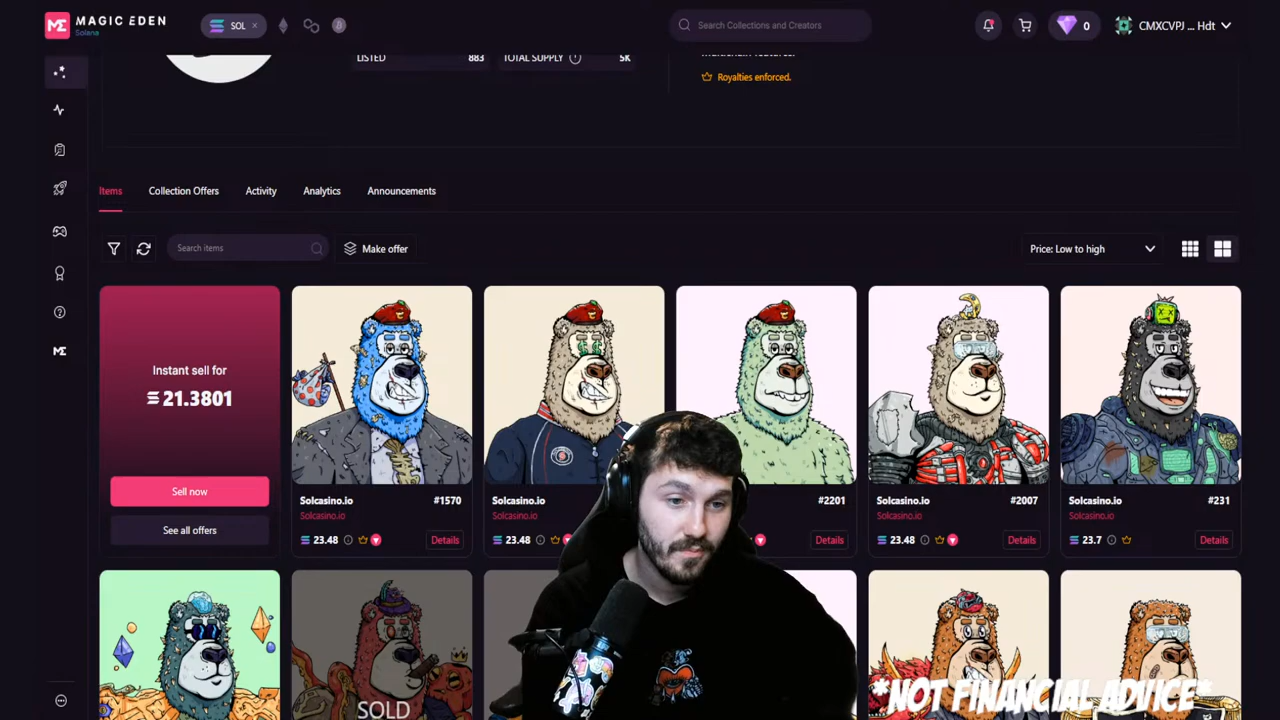 MAGIC EDEN
Solana
SOL ×
Search Collections and Creators
0
CMXCVPJ ... Hdt
LISTED 883
TOTAL SUPPLY 5K
Royalties enforced.
Items
Collection Offers
Activity
Analytics
Announcements
Search items
Make offer
Price: Low to high
Instant sell for
21.3801
Sell now
See all offers
Solcasino.io #1570
Solcasino.io
23.48
Details
Solcasino.io
Solcasino.io
23.48
#2201
Details
Solcasino.io #2007
Solcasino.io
23.48
Details
Solcasino.io #231
Solcasino.io
23.7
Details
SOLD
*NOT FINANCIAL ADVICE*
ME